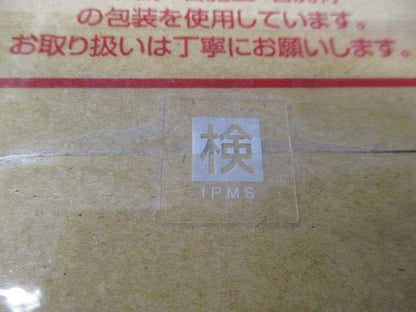 の包装を使用しています。
お取り扱いは丁寧にお願いします。
検
IPMS